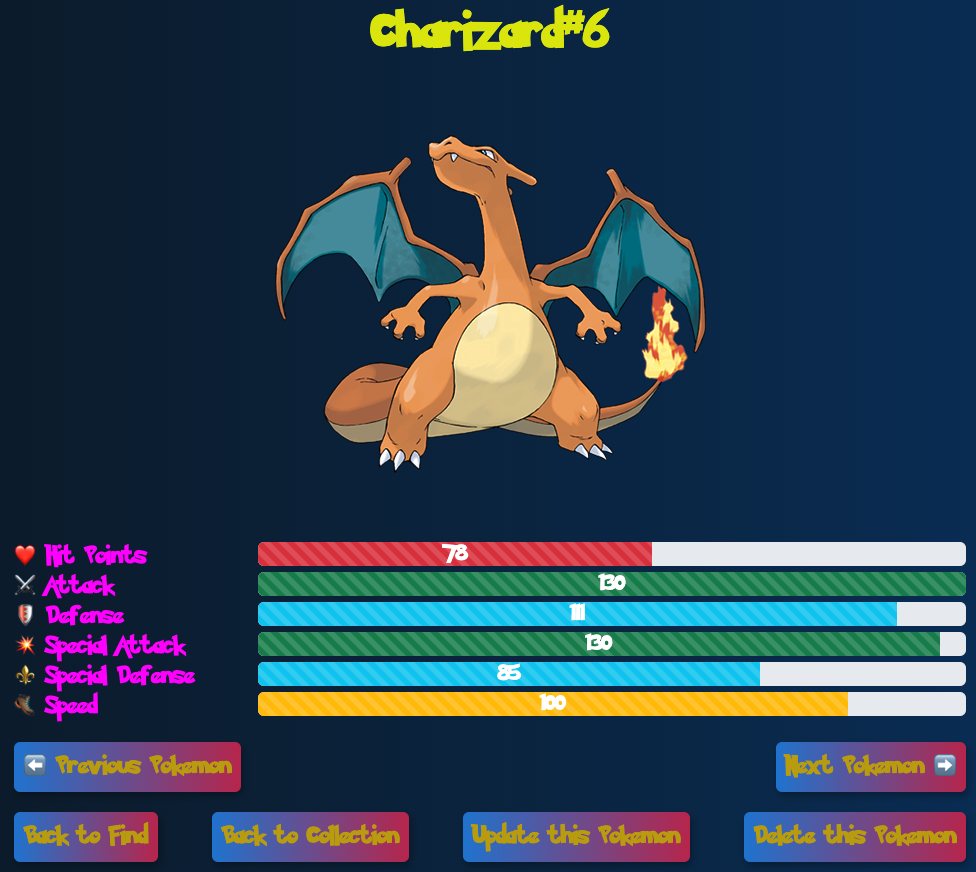 Charizard#6
Hit Points 78
Attack 130
Defense 111
Special Attack 130
Special Defense 85
Speed 100
Previous Pokemon Next Pokemon
Back to Find Back to Collection Update this Pokemon Delete this Pokemon